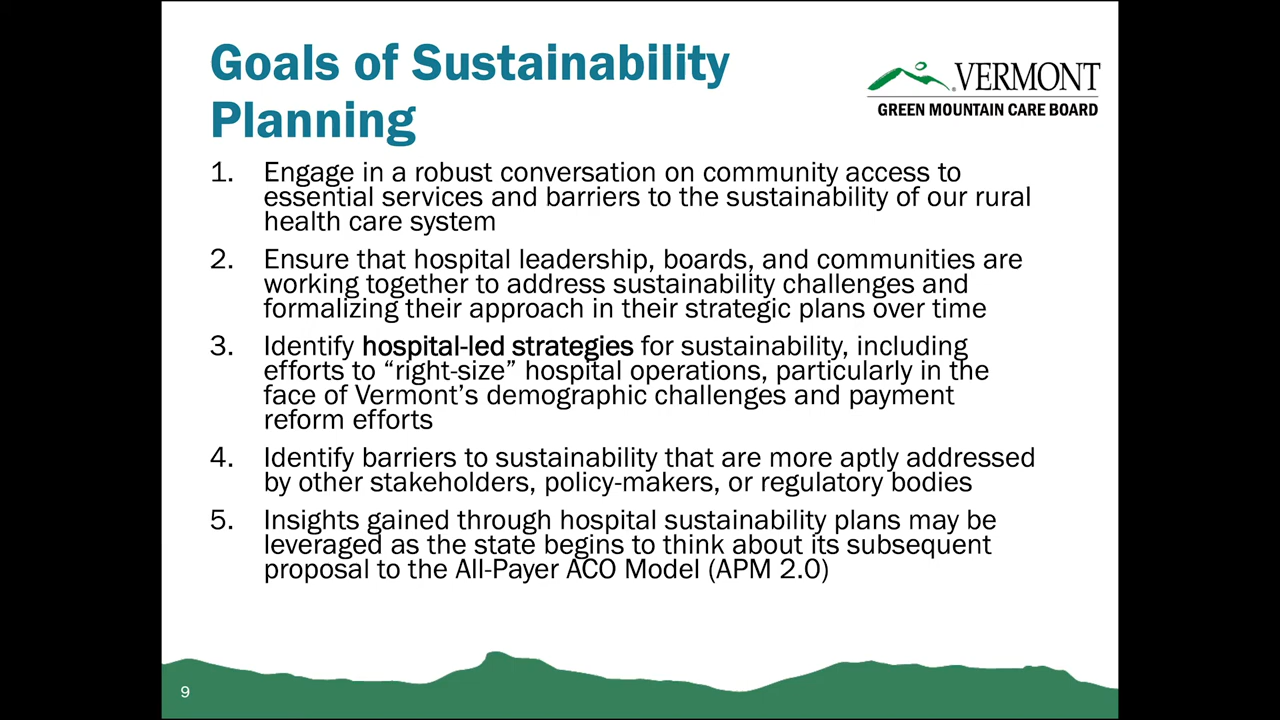 Goals of Sustainability
Planning
VERMONT
GREEN MOUNTAIN CARE BOARD
1. Engage in a robust conversation on community access to
essential services and barriers to the sustainability of our rural
health care system
2. Ensure that hospital leadership, boards, and communities are
working together to address sustainability challenges and
formalizing their approach in their strategic plans over time
3. Identify hospital-led strategies for sustainability, including
efforts to “right-size” hospital operations, particularly in the
face of Vermont’s demographic challenges and payment
reform efforts
4. Identify barriers to sustainability that are more aptly addressed
by other stakeholders, policy-makers, or regulatory bodies
5. Insights gained through hospital sustainability plans may be
leveraged as the state begins to think about its subsequent
proposal to the All-Payer ACO Model (APM 2.0)
9